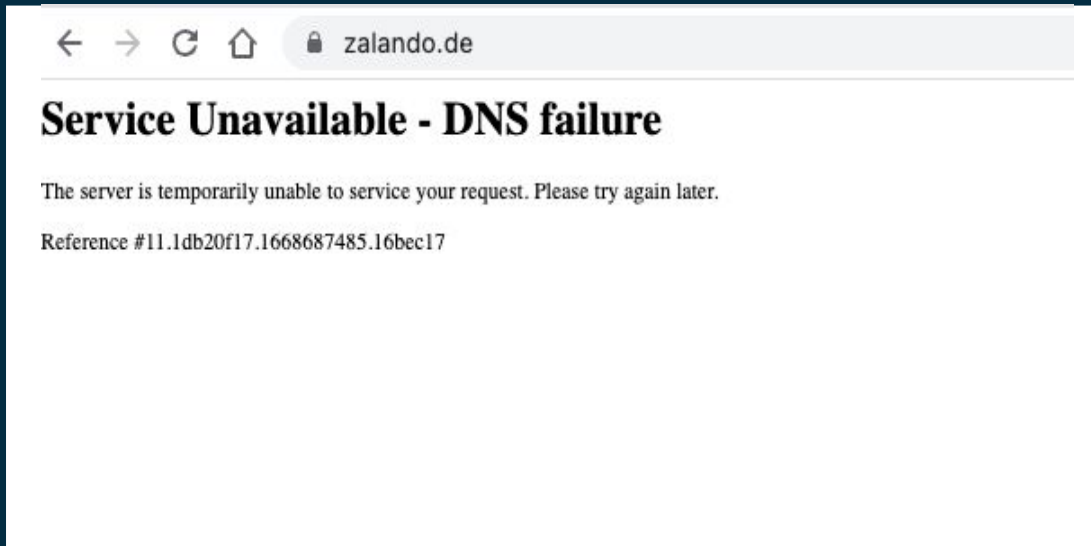 zalando.de
Service Unavailable - DNS failure
The server is temporarily unable to service your request. Please try again later.
Reference #11.1db20f17.1668687485.16bec17